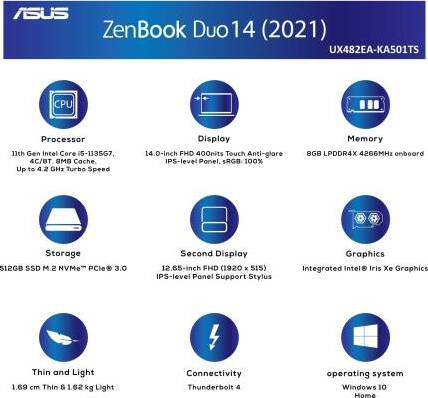 ASUS
ZenBook Duo14 (2021)
UX482EA-KA501TS
CPU
Processor
11th Gen Intel Core i5-1135G7,
4C/8T, 8MB Cache,
Up to 4.2 GHz Turbo Speed
Display
14.0-inch FHD 400nits Touch Anti-glare
IPS-level Panel, sRGB: 100%
Memory
8GB LPDDR4X 4266MHz onboard
Storage
512GB SSD M.2 NVMe™ PCIe® 3.0
Second Display
12.65-inch FHD (1920 x 515)
IPS-level Panel Support Stylus
Graphics
Integrated Intel® Iris Xe Graphics
Thin and Light
1.69 cm Thin & 1.62 kg Light
Connectivity
Thunderbolt 4
operating system
Windows 10
Home